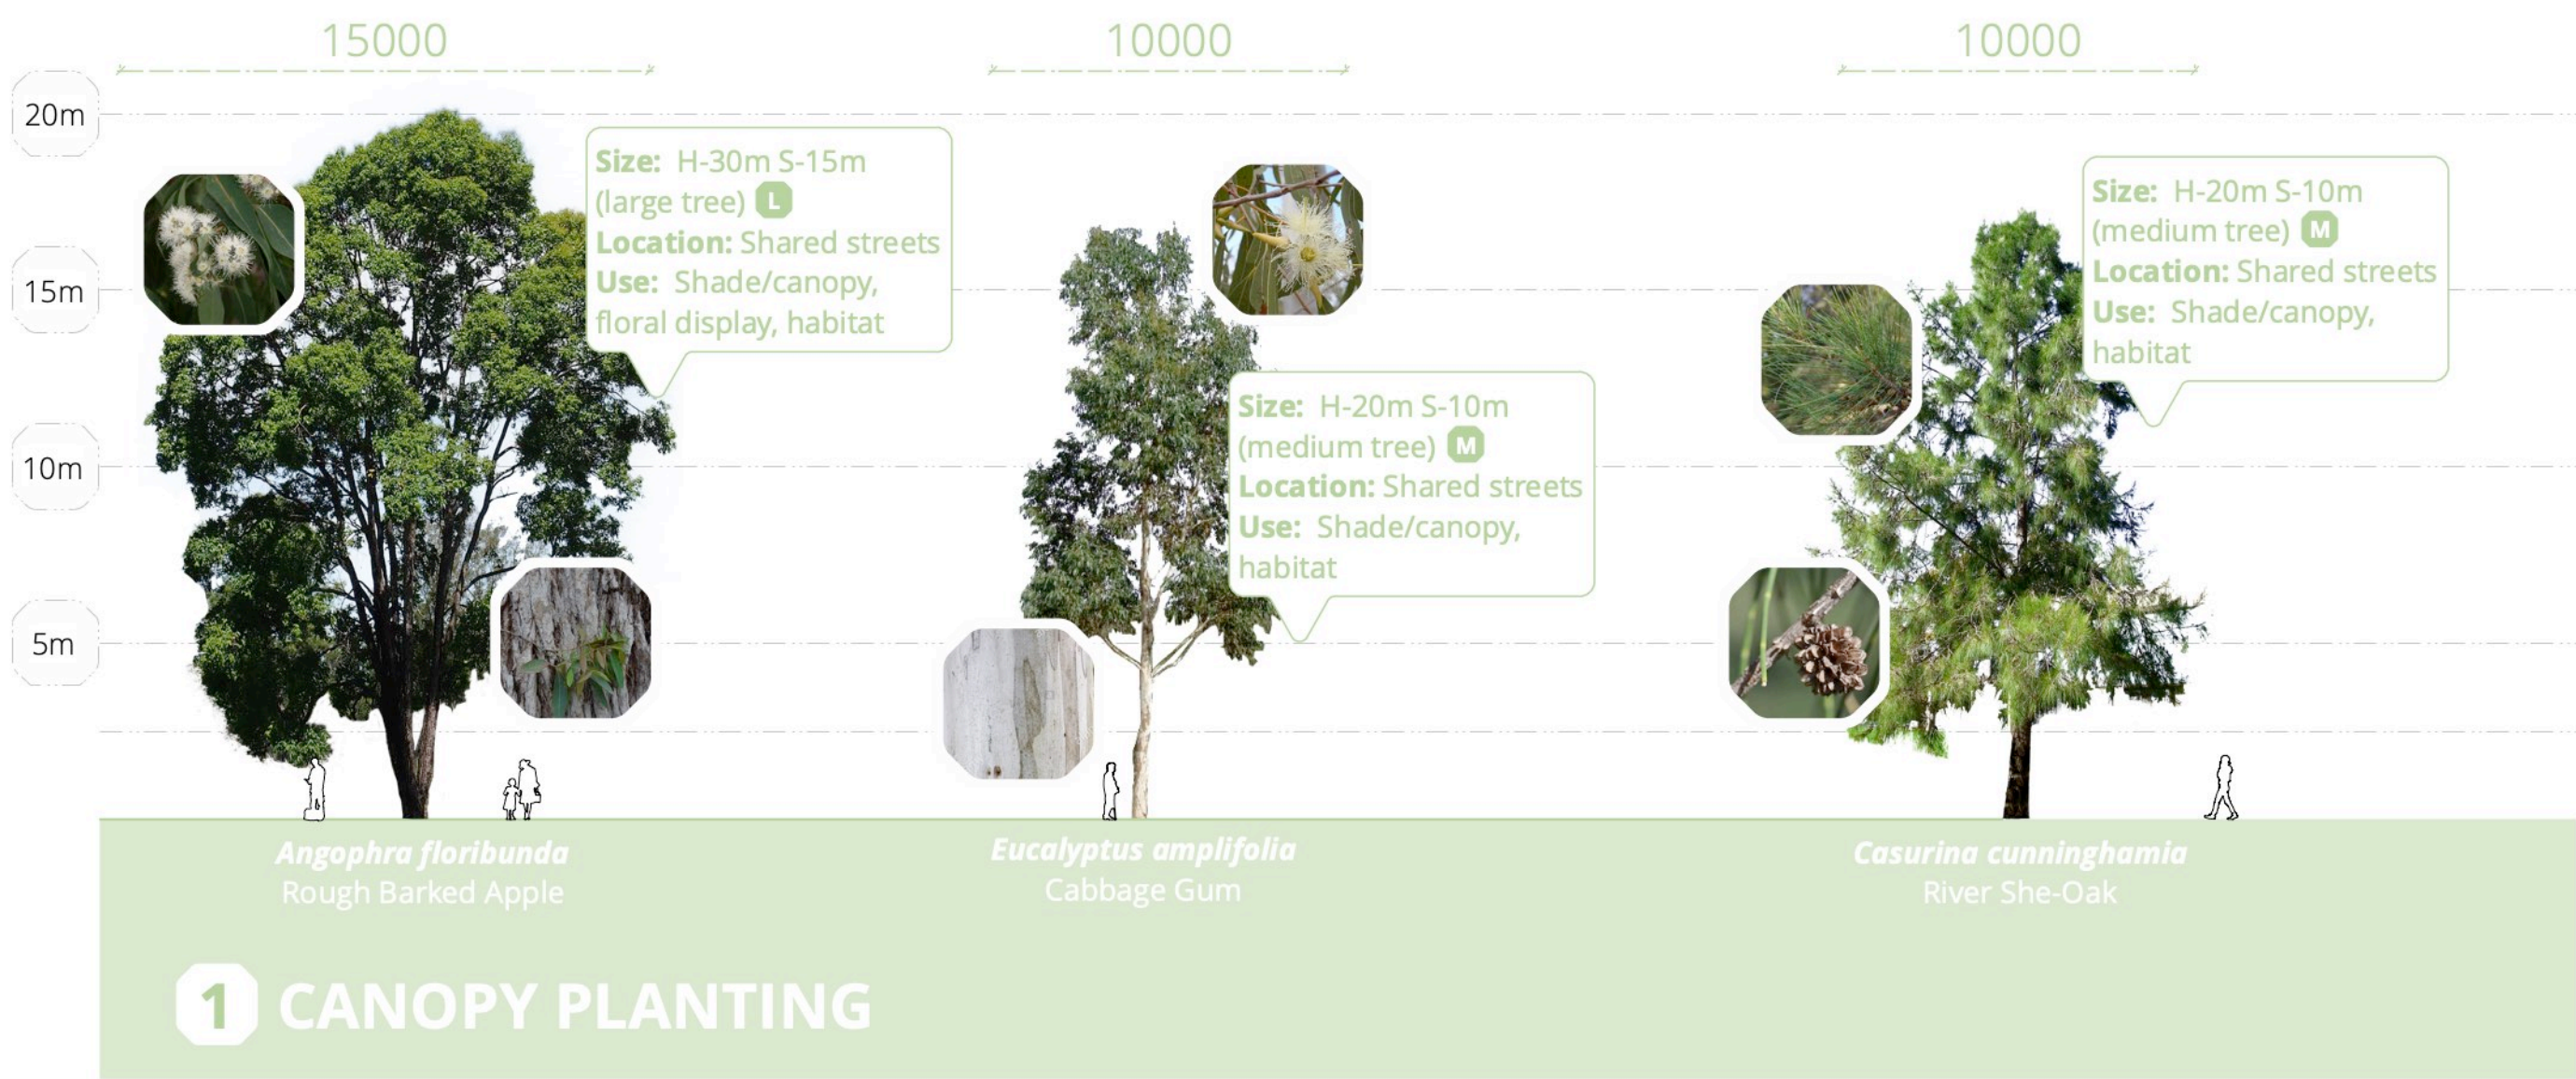 15000
10000
10000
20m
15m
10m
5m
Size: H-30m S-15m
(large tree) L
Location: Shared streets
Use: Shade/canopy,
floral display, habitat
Size: H-20m S-10m
(medium tree) M
Location: Shared streets
Use: Shade/canopy,
habitat
Size: H-20m S-10m
(medium tree) M
Location: Shared streets
Use: Shade/canopy,
habitat
Angophra floribunda
Rough Barked Apple
Eucalyptus amplifolia
Cabbage Gum
Casurina cunninghamia
River She-Oak
1 CANOPY PLANTING